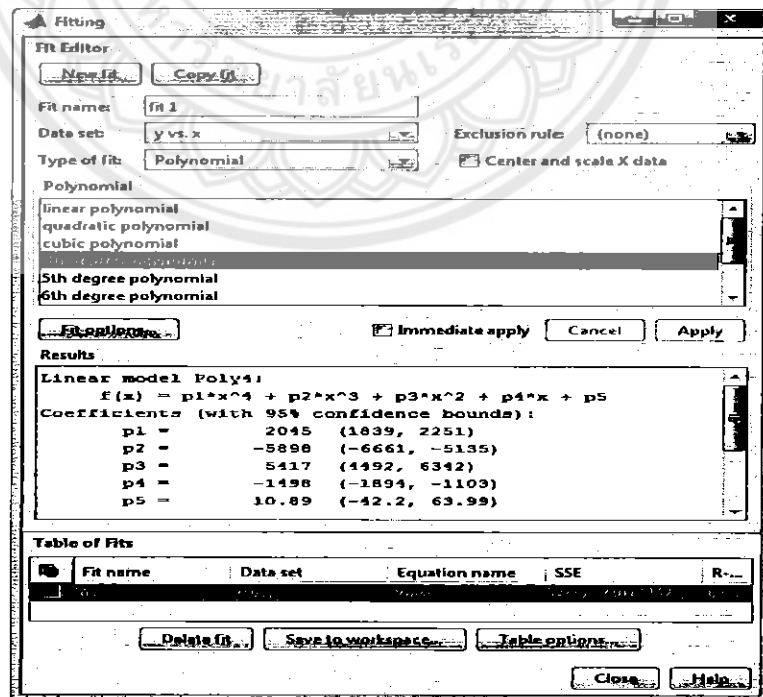 Fitting
Fit Editor
New fit Copy fit
Fit name: fit 1
Data set: y vs. x Exclusion rule: (none)
Type of fit: Polynomial Center and scale X data
Polynomial
linear polynomial
quadratic polynomial
cubic polynomial
5th degree polynomial
6th degree polynomial
Fit options... Immediate apply Cancel Apply
Results
Linear model Poly4:
f(x) = p1*x^4 + p2*x^3 + p3*x^2 + p4*x + p5
Coefficients (with 95% confidence bounds):
p1 = 2045 (1839, 2251)
p2 = -5898 (-6661, -5135)
p3 = 5417 (4492, 6342)
p4 = -1498 (-1894, -1103)
p5 = 10.89 (-42.2, 63.99)
Table of Fits
Fit name Data set Equation name SSE R-...
Delete fit Save to workspace... Table options...
Close Help